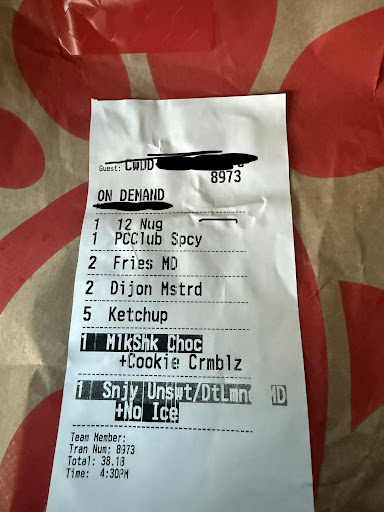 Guest: CWDD
8973
ON DEMAND
1 12 Nug
1 PCClub Spcy
2 Fries MD
2 Dijon Mstrd
5 Ketchup
1 MlkShk Choc
+Cookie Crmblz
1 Snjy Unswt/DtLmnd MD
+No Ice
Team Member:
Tran Num: 8973
Total: 38.18
Time: 4:30PM